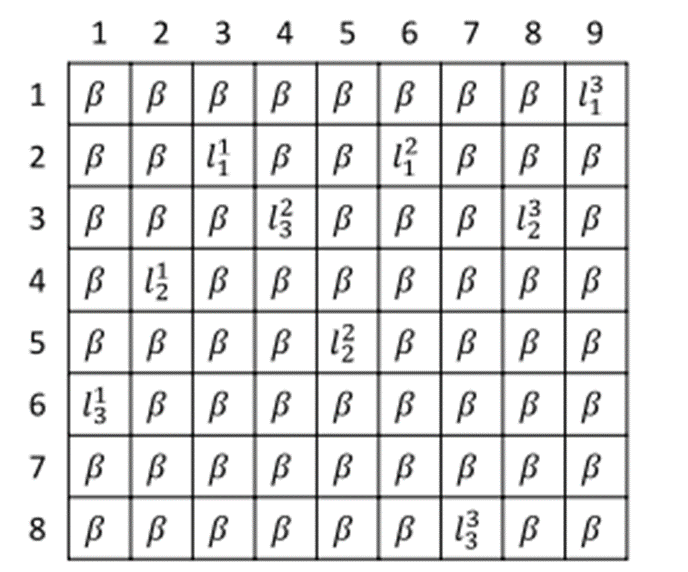 1 2 3 4 5 6 7 8 9
1 β β β β β β β β l₁³
2 β β l₁¹ β β l₁² β β β
3 β β β l₃² β β β l₂³ β
4 β l₂¹ β β β β β β β
5 β β β β l₂² β β β β
6 l₃¹ β β β β β β β β
7 β β β β β β β β β
8 β β β β β β l₃³ β β